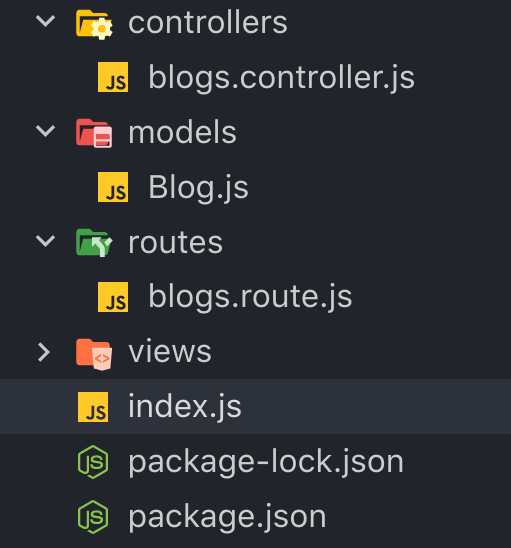 controllers
JS blogs.controller.js
models
JS Blog.js
routes
JS blogs.route.js
views
JS index.js
JS package-lock.json
JS package.json